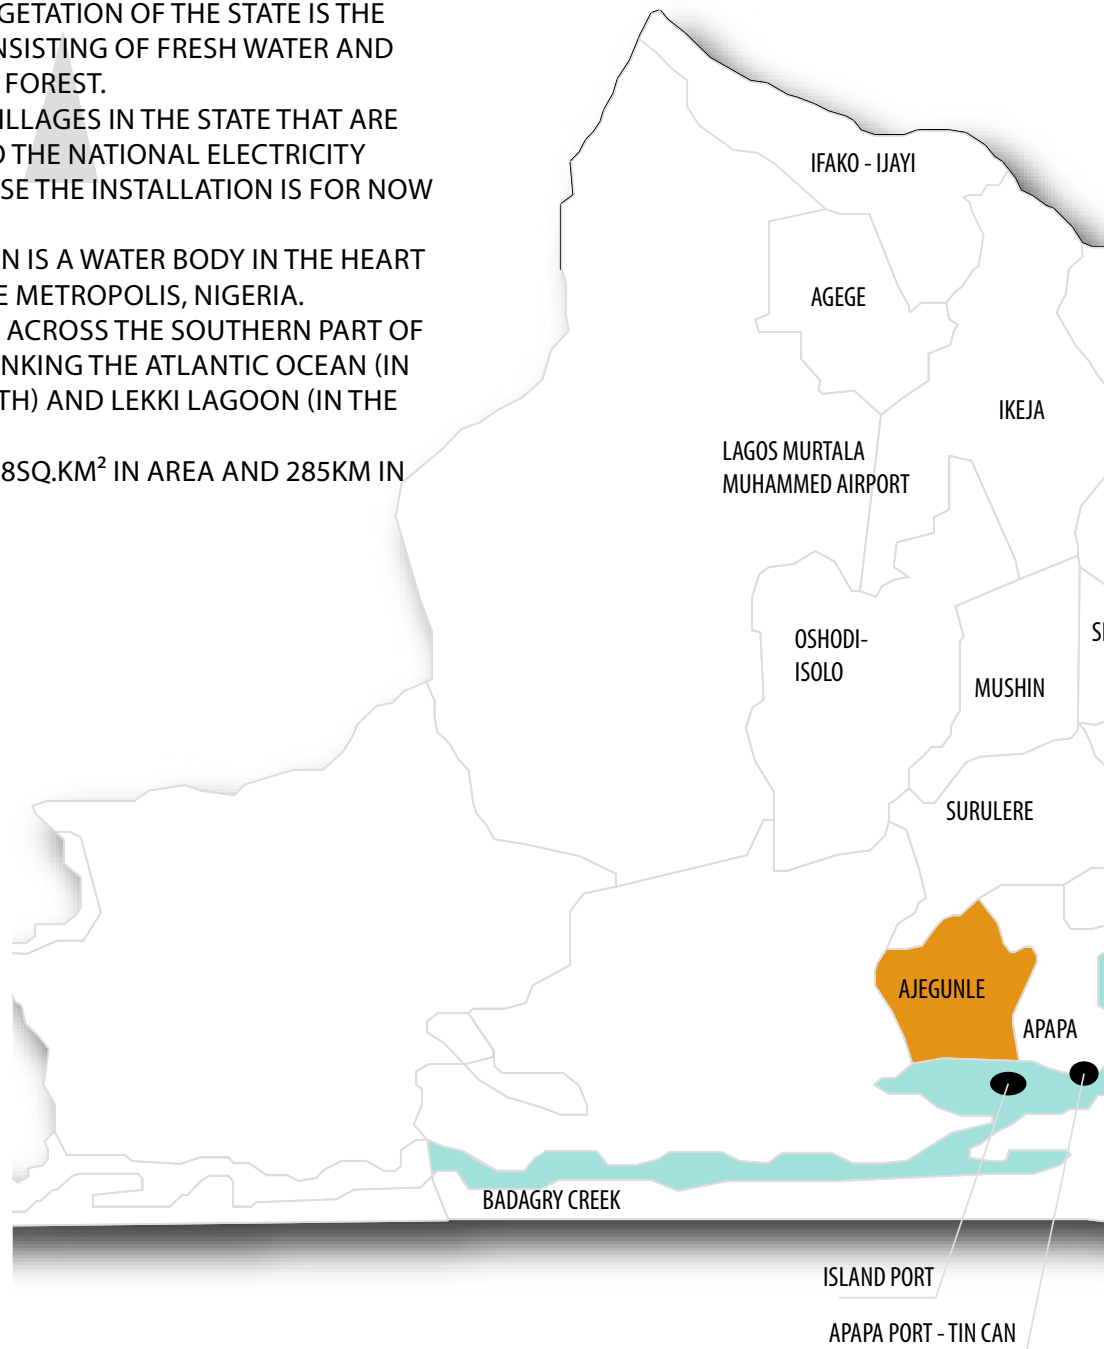 GETATION OF THE STATE IS THE
NSISTING OF FRESH WATER AND
FOREST.
ILLAGES IN THE STATE THAT ARE
O THE NATIONAL ELECTRICITY
SE THE INSTALLATION IS FOR NOW
N IS A WATER BODY IN THE HEART
E METROPOLIS, NIGERIA.
ACROSS THE SOUTHERN PART OF
NKING THE ATLANTIC OCEAN (IN
TH) AND LEKKI LAGOON (IN THE
8SQ.KM² IN AREA AND 285KM IN
IFAKO - IJAYI
AGEGE
IKEJA
LAGOS MURTALA
MUHAMMED AIRPORT
OSHODI-
ISOLO
MUSHIN
SURULERE
AJEGUNLE
APAPA
BADAGRY CREEK
ISLAND PORT
APAPA PORT - TIN CAN